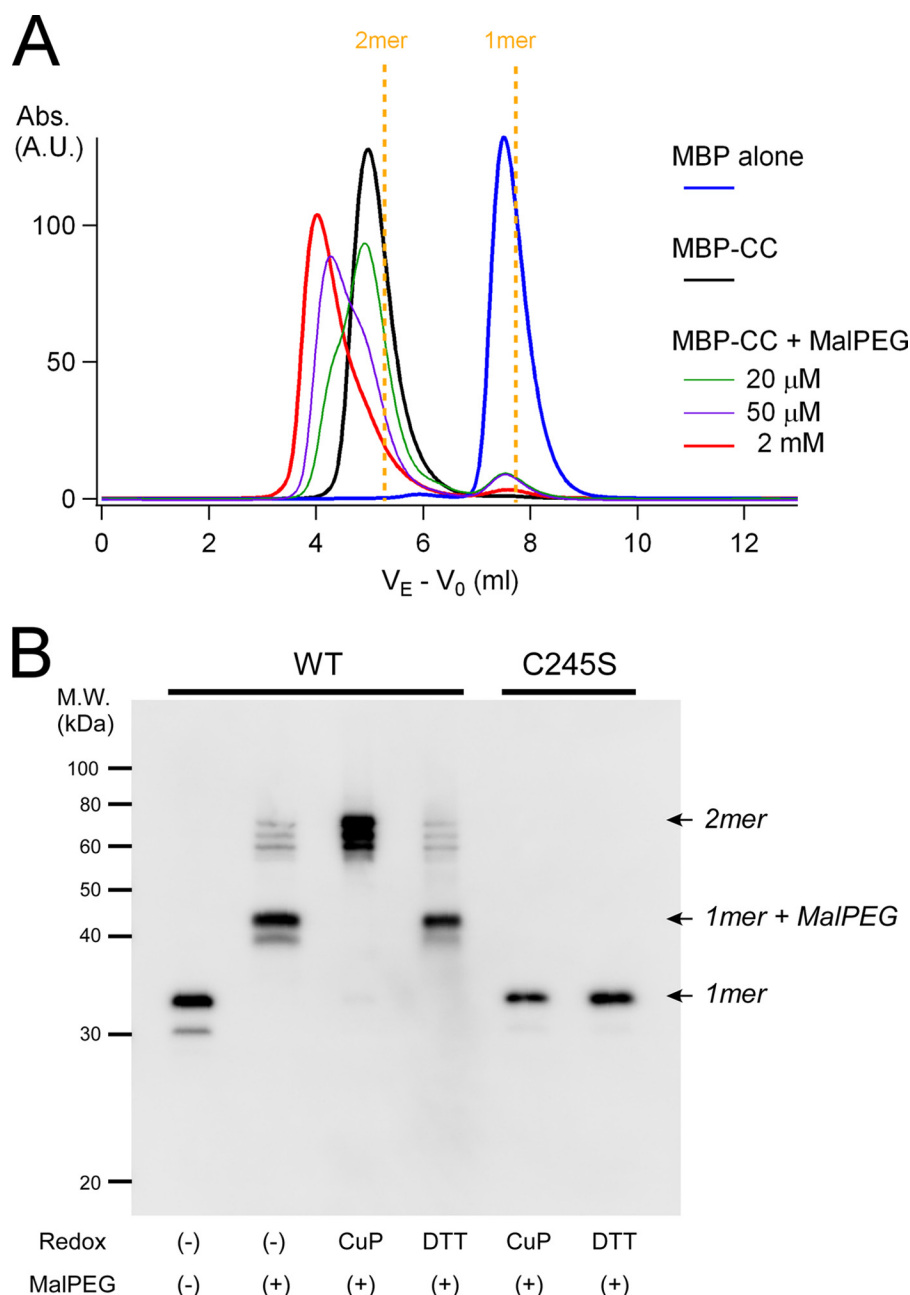 A
2mer 1mer
Abs.
(A.U.)
MBP alone
MBP-CC
MBP-CC + MalPEG
20 μM
50 μM
2 mM
100
50
0
0 2 4 6 8 10 12
V_E - V_0 (ml)
B
WT C245S
M.W.
(kDa)
100
80
60
50
40
30
20
2mer
1mer + MalPEG
1mer
Redox (-) (-) CuP DTT CuP DTT
MalPEG (-) (+) (+) (+) (+) (+)